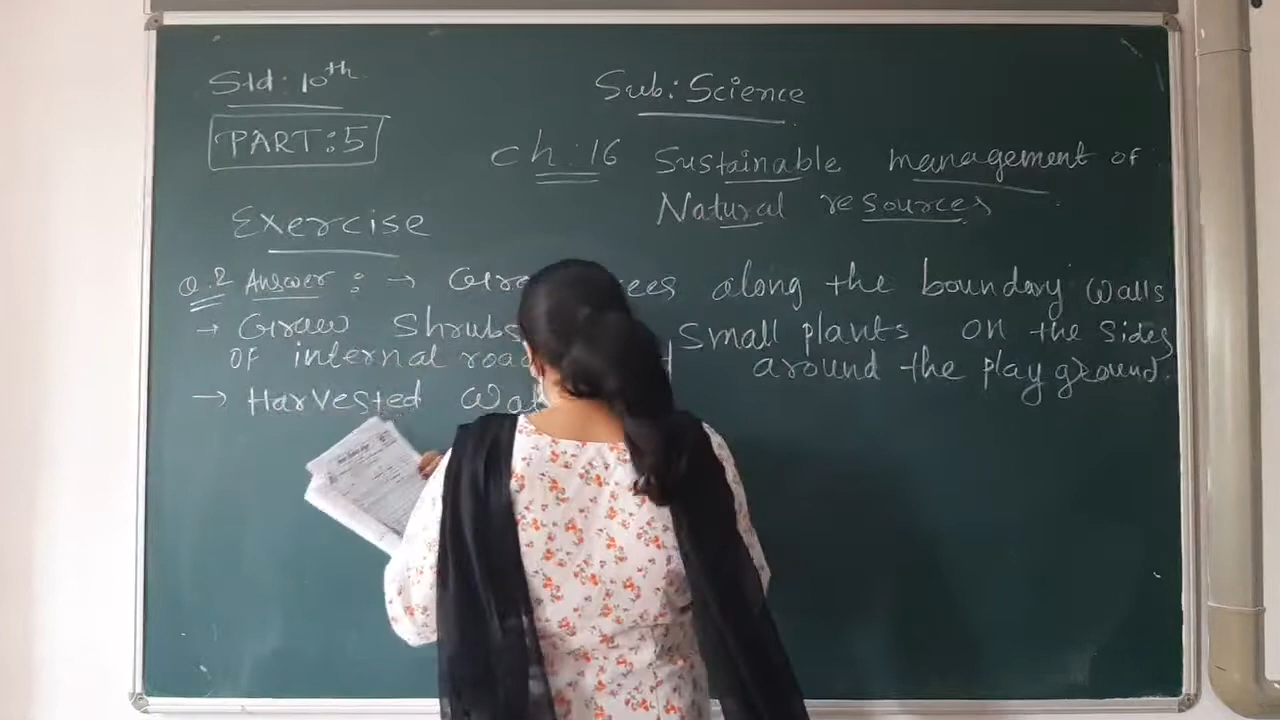 Std: 10th
Sub: Science
PART: 5
Ch: 16 Sustainable management of
Natural resources
Exercise
Q.2 Answer : → along the boundary walls
→ Grow Shrubs small plants on the sides
of internal around the play ground.
→ Harvested